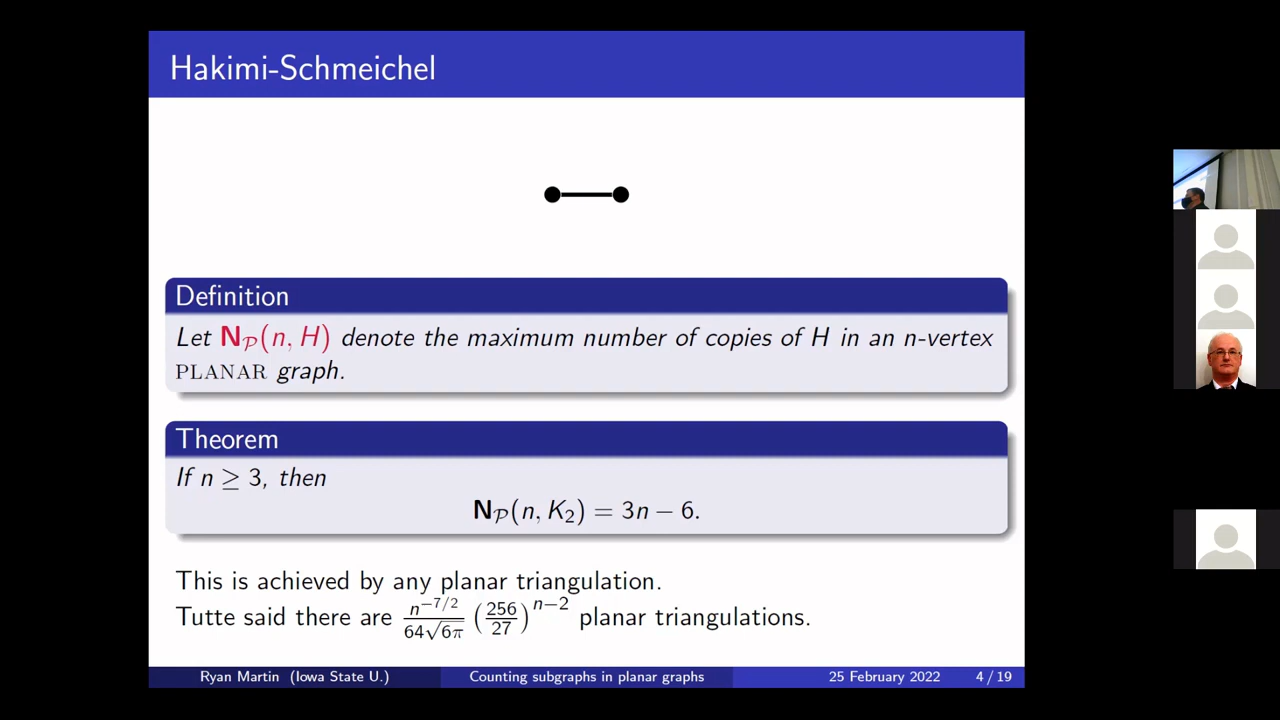 Hakimi-Schmeichel
Definition
Let N_𝒫(n, H) denote the maximum number of copies of H in an n-vertex
PLANAR graph.
Theorem
If n ≥ 3, then
N_𝒫(n, K₂) = 3n − 6.
This is achieved by any planar triangulation.
Tutte said there are n^{−7/2}/(64√(6π)) (256/27)^{n−2} planar triangulations.
Ryan Martin (Iowa State U.) Counting subgraphs in planar graphs 25 February 2022 4 / 19